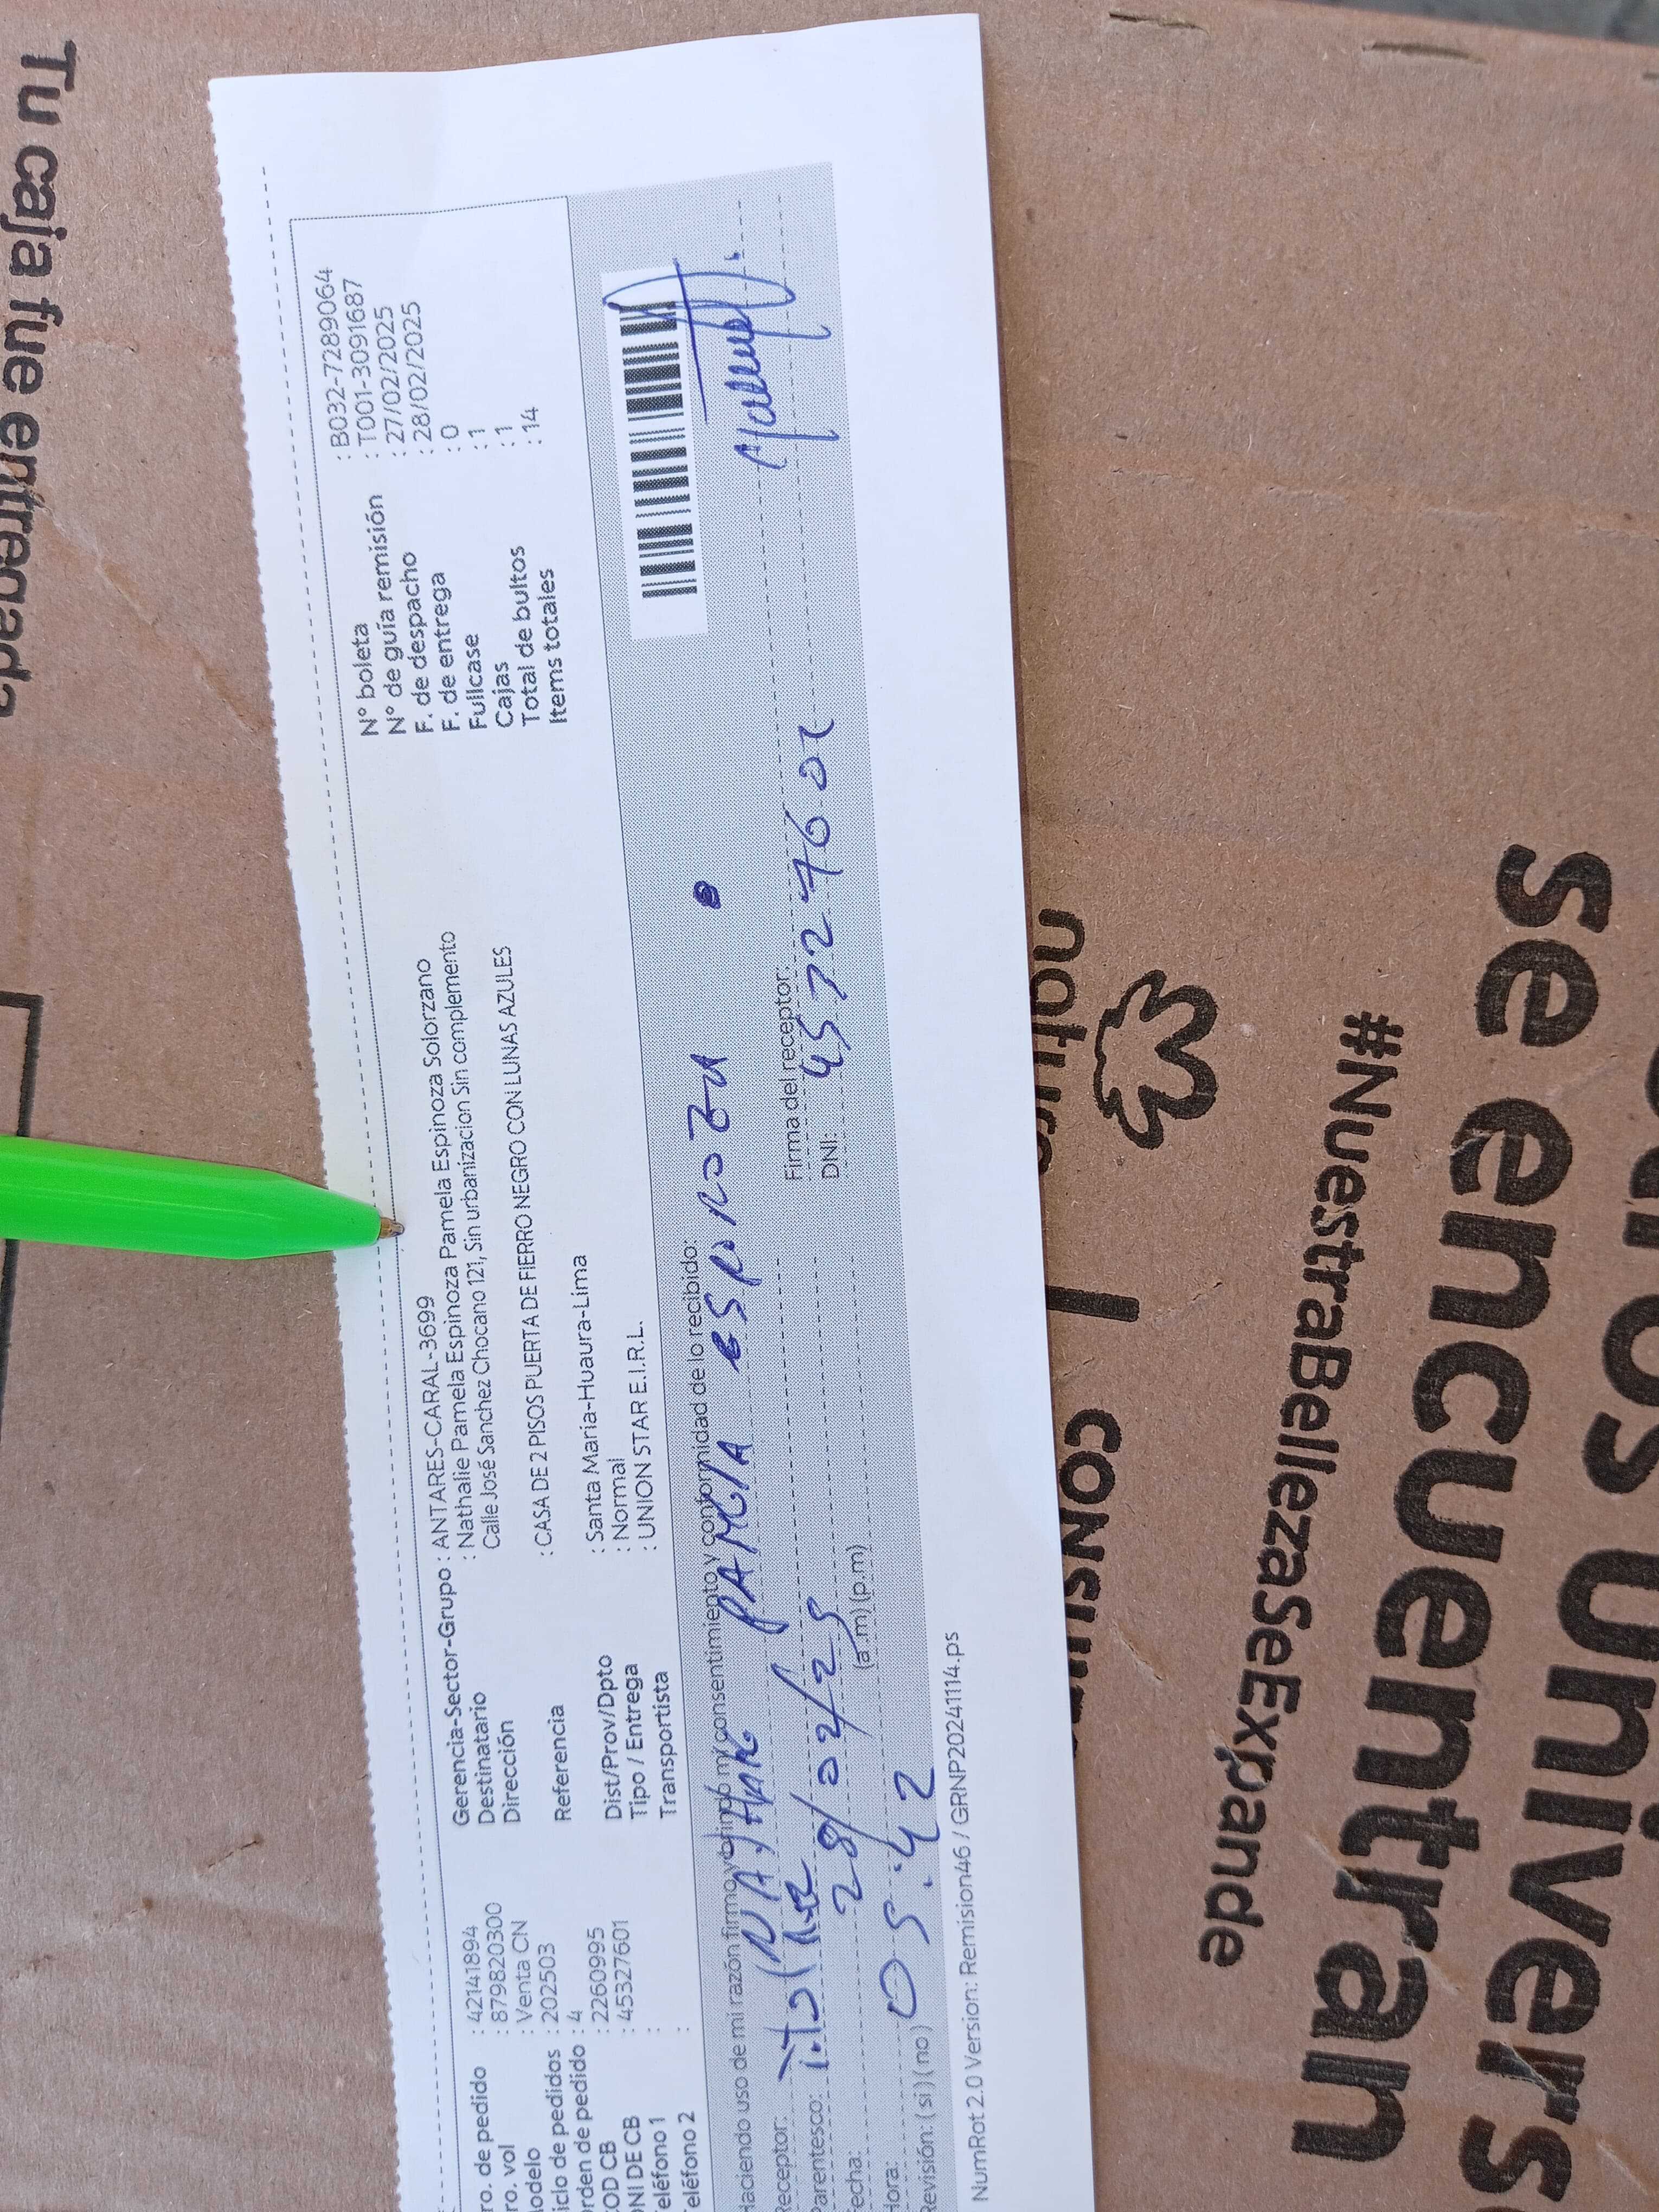 Tu caja fue entregada
ro. de pedido : 42141894
ro. vol : 879820300
odelo : Venta CN
iclo de pedidos : 202503
rden de pedido : 4
OD CB : 2260995
NI DE CB : 45327601
eléfono 1 :
eléfono 2 :
Gerencia-Sector-Grupo : ANTARES-CARAL-3699
Destinatario : Nathalie Pamela Espinoza Pamela Espinoza Solorzano
Dirección Calle José Sanchez Chocano 121, Sin urbanizacion Sin complemento
Referencia : CASA DE 2 PISOS PUERTA DE FIERRO NEGRO CON LUNAS AZULES
Dist/Prov/Dpto : Santa Maria-Huaura-Lima
Tipo / Entrega : Normal
Transportista : UNION STAR E.I.R.L.
N° boleta : B032-7289064
N° de guía remisión : T001-3091687
F. de despacho : 27/02/2025
F. de entrega : 28/02/2025
Fullcase : 0
Cajas : 1
Total de bultos : 1
Items totales : 14
Haciendo uso de mi razón firmo y brindo mi consentimiento y conformidad de lo recibido:
Receptor:
Parentesco:
Fecha: 28/02/25
Hora: 05:42 (a.m) (p.m)
Revisión: ( si ) ( no )
Firma del receptor:
DNI:
NumRot 2.0 Version: Remision46 / GRNP20241114.ps
natura
CONSU
#NuestraBellezaSeExpande
se encuentran